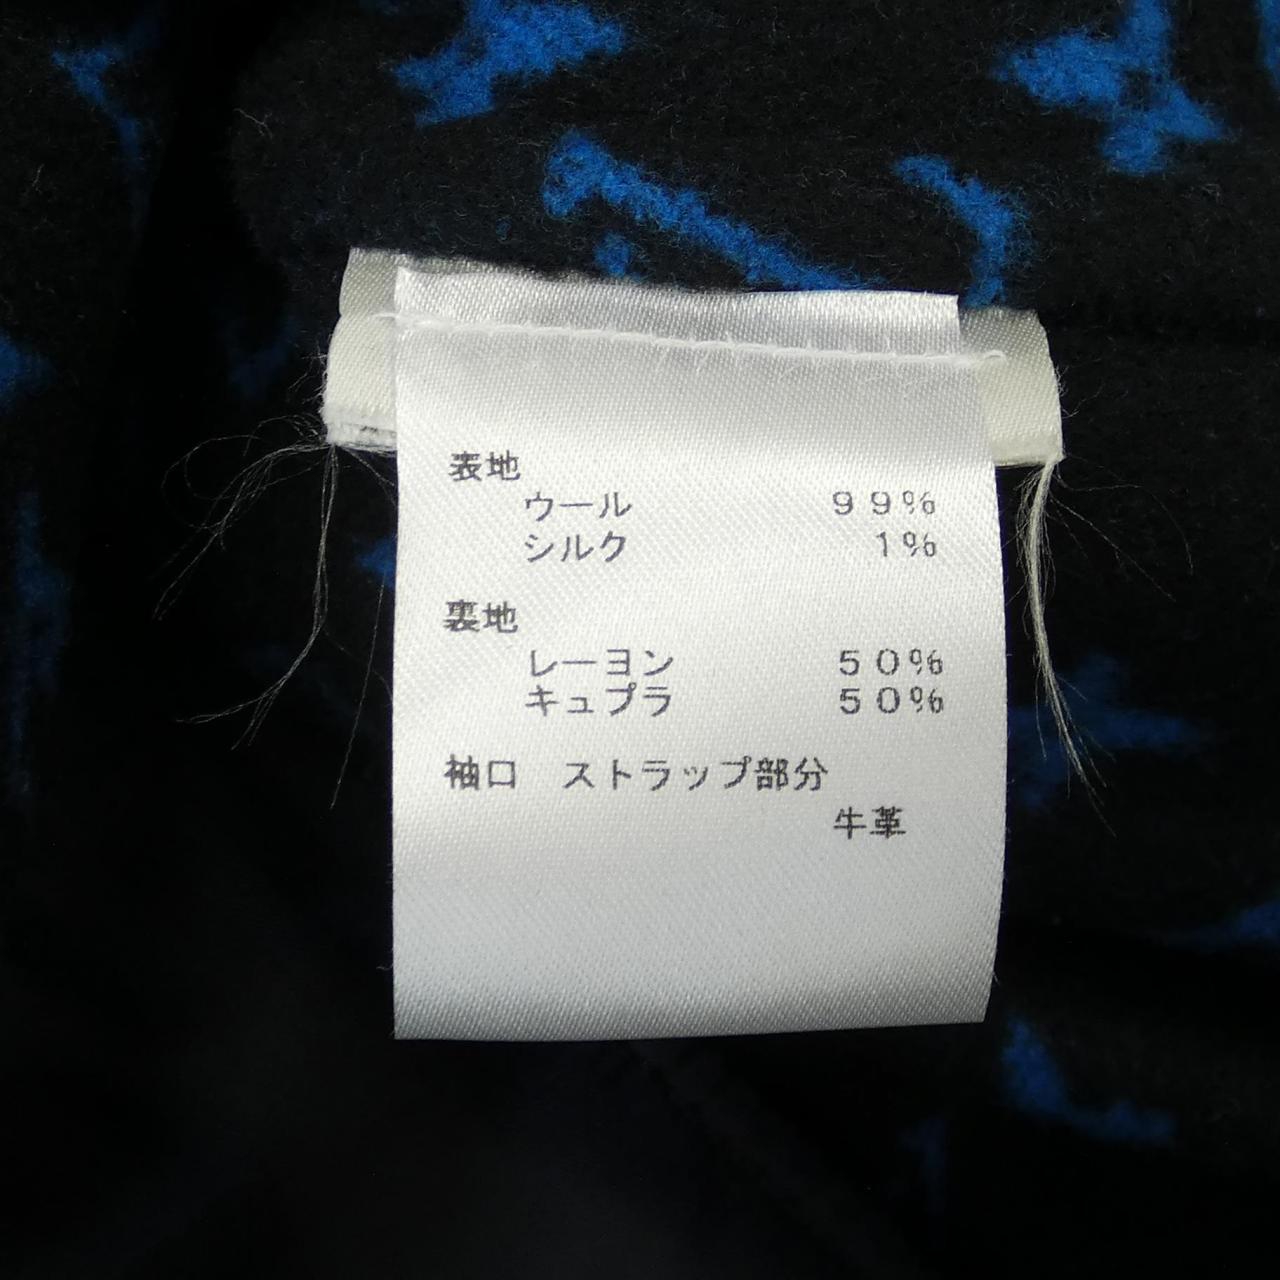 表地
ウール 99%
シルク 1%
裏地
レーヨン 50%
キュプラ 50%
袖口 ストラップ部分
牛革